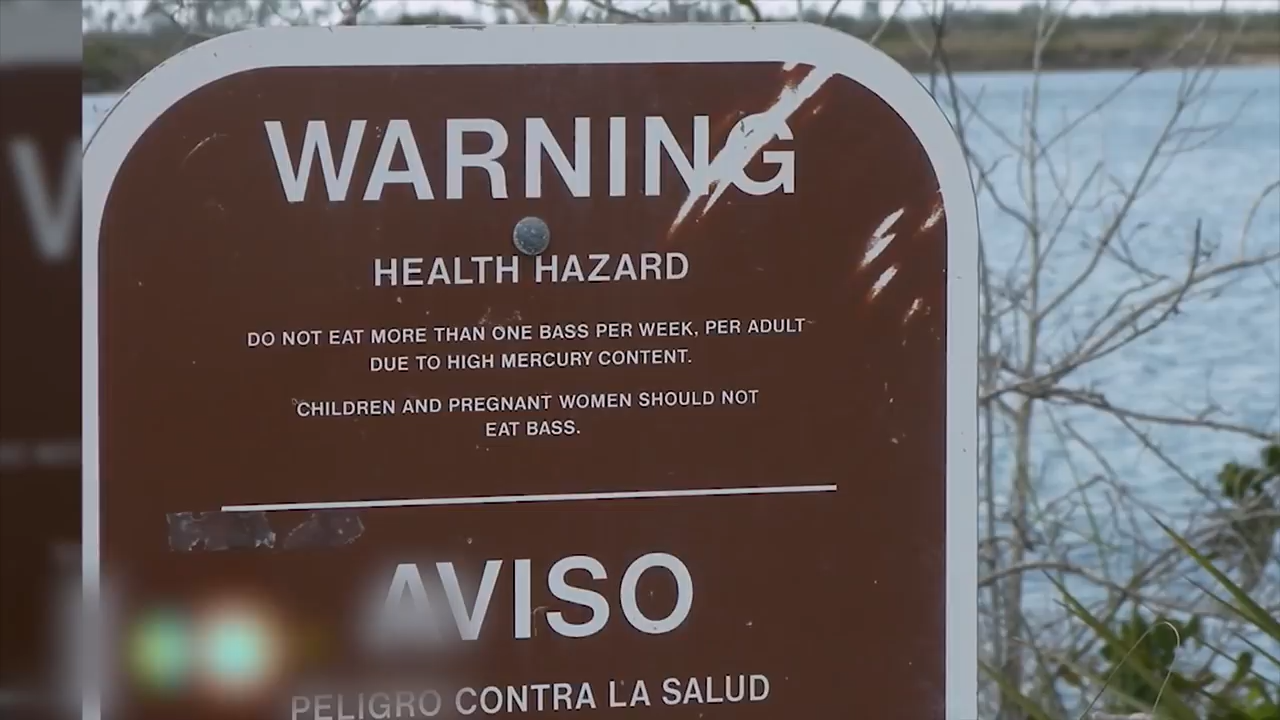 WARNING
HEALTH HAZARD
DO NOT EAT MORE THAN ONE BASS PER WEEK, PER ADULT
DUE TO HIGH MERCURY CONTENT.
CHILDREN AND PREGNANT WOMEN SHOULD NOT
EAT BASS.
AVISO
PELIGRO CONTRA LA SALUD